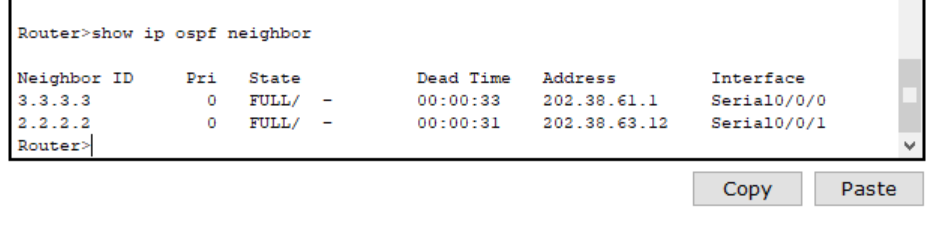 Router>show ip ospf neighbor
Neighbor ID     Pri   State           Dead Time   Address         Interface
3.3.3.3           0   FULL/  -        00:00:33    202.38.61.1     Serial0/0/0
2.2.2.2           0   FULL/  -        00:00:31    202.38.63.12    Serial0/0/1
Router>
Copy Paste